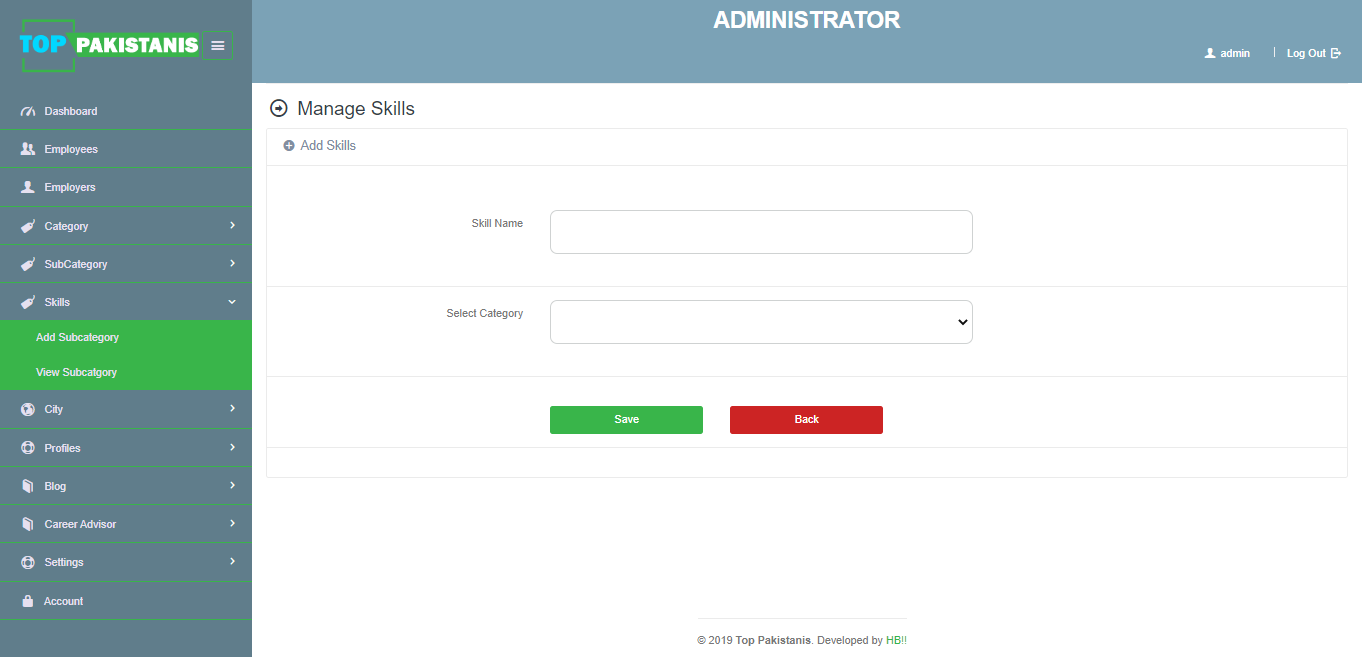 TOP PAKISTANIS
ADMINISTRATOR
admin
Log Out
Dashboard
Employees
Employers
Category
SubCategory
Skills
Add Subcategory
View Subcatgory
City
Profiles
Blog
Career Advisor
Settings
Account
Manage Skills
Add Skills
Skill Name
Select Category
Save Back
© 2019 Top Pakistanis. Developed by HB!!